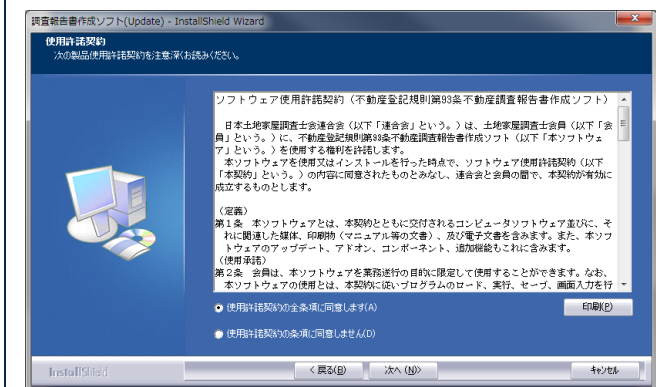 調査報告書作成ソフト(Update) - InstallShield Wizard
使用許諾契約
次の製品使用許諾契約を注意深くお読みください。
ソフトウェア使用許諾契約（不動産登記規則第93条不動産調査報告書作成ソフト）
日本土地家屋調査士会連合会（以下「連合会」という。）は、土地家屋調査士会員（以下「会
員」という。）に、不動産登記規則第93条不動産調査報告書作成ソフト（以下「本ソフトウェ
ア」という。）を使用する権利を許諾します。
本ソフトウェアを使用又はインストールを行った時点で、ソフトウェア使用許諾契約（以下
「本契約」という。）の内容に同意されたものとみなし、連合会と会員の間で、本契約が有効に
成立するものとします。
（定義）
第１条　本ソフトウェアとは、本契約とともに交付されるコンピュータソフトウェア並びに、そ
れに関連した媒体、印刷物（マニュアル等の文書）、及び電子文書を含みます。また、本ソフ
トウェアのアップデート、アドオン、コンポーネント、追加機能もこれに含みます。
（使用承諾）
第２条　会員は、本ソフトウェアを業務遂行の目的に限定して使用することができます。なお、
本ソフトウェアの使用とは、本契約に従いプログラムのロード、実行、セーブ、画面入力を行
使用許諾契約の全条項に同意します(A)
印刷(P)
使用許諾契約の条項に同意しません(D)
InstallShield
< 戻る(B)
次へ (N)>
キャンセル